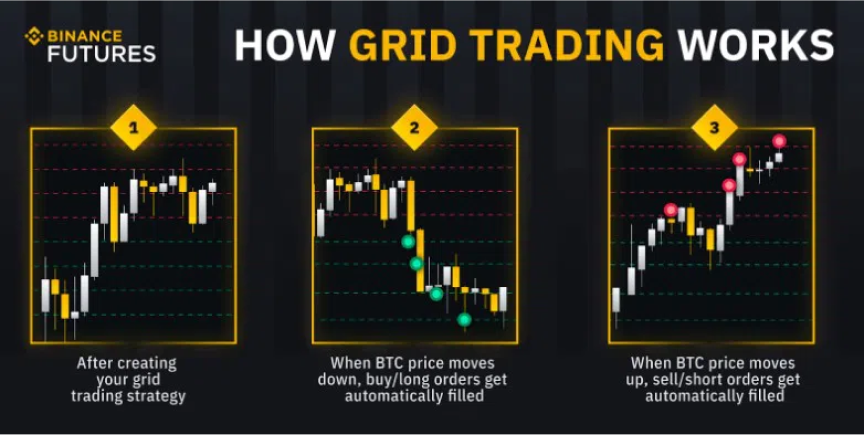 BINANCE
FUTURES
HOW GRID TRADING WORKS
1
After creating
your grid
trading strategy
2
When BTC price moves
down, buy/long orders get
automatically filled
3
When BTC price moves
up, sell/short orders get
automatically filled